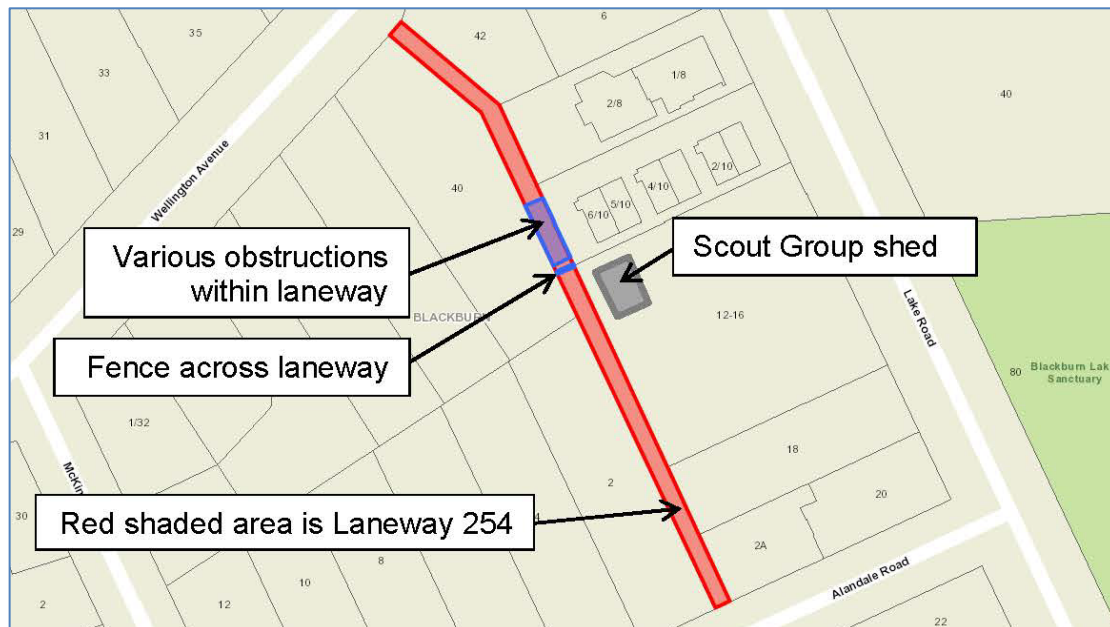 35
42
6
33
2/8
1/8
40
31
Wellington Avenue
2/10
4/10
40
5/10
6/10
29
Various obstructions
within laneway
Scout Group shed
BLACKBURN
12-16
Lake Road
Fence across laneway
80
Blackburn Lake
Sanctuary
1/32
18
2
20
30
Red shaded area is Laneway 254
2A
8
Alandale Road
10
2
12
22